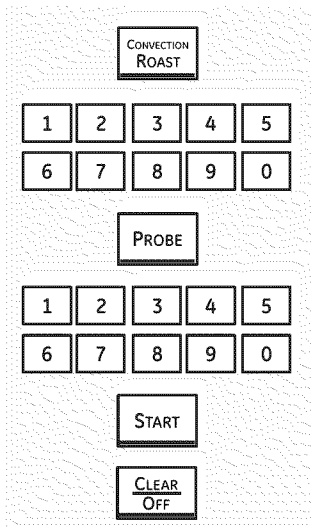 CONVECTION
ROAST
1 2 3 4 5
6 7 8 9 0
PROBE
1 2 3 4 5
6 7 8 9 0
START
CLEAR
OFF